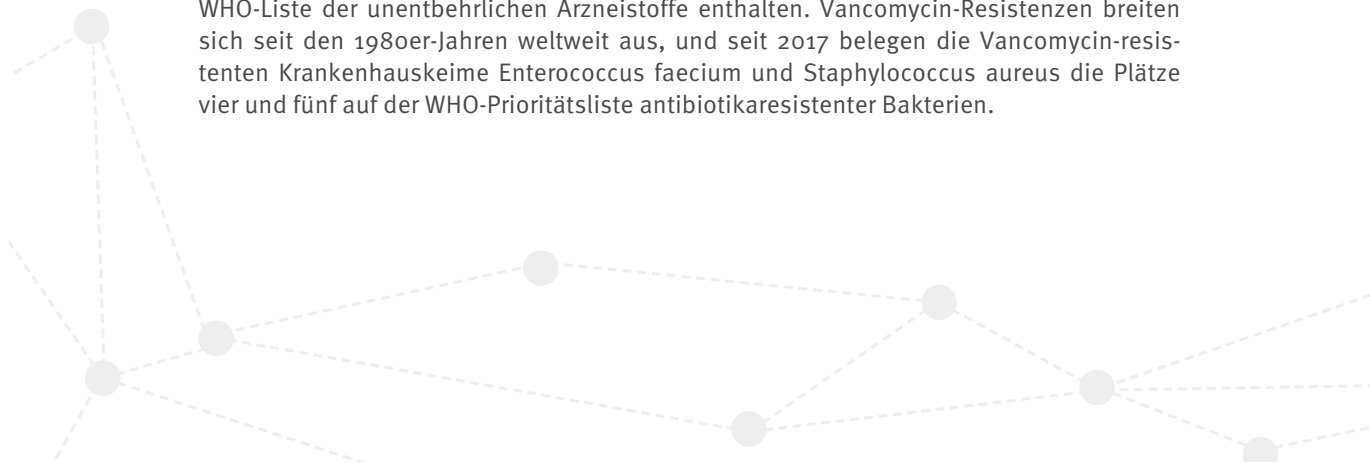 WHO-Liste der unentbehrlichen Arzneistoffe enthalten. Vancomycin-Resistenzen breiten
sich seit den 1980er-Jahren weltweit aus, und seit 2017 belegen die Vancomycin-resis-
tenten Krankenhauskeime Enterococcus faecium und Staphylococcus aureus die Plätze
vier und fünf auf der WHO-Prioritätsliste antibiotikaresistenter Bakterien.